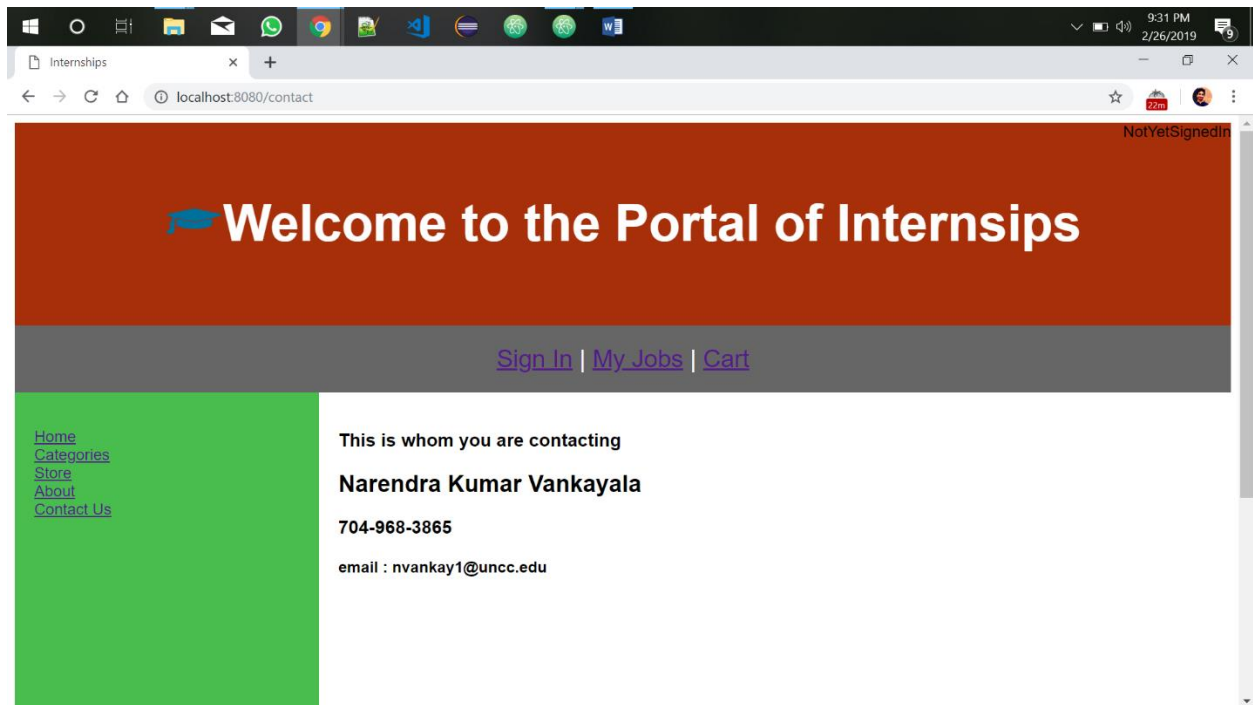 9:31 PM
2/26/2019
9
Internships
localhost:8080/contact
22m
NotYetSignedIn
Welcome to the Portal of Internsips
Sign In | My Jobs | Cart
Home
Categories
Store
About
Contact Us
This is whom you are contacting
Narendra Kumar Vankayala
704-968-3865
email : nvankay1@uncc.edu